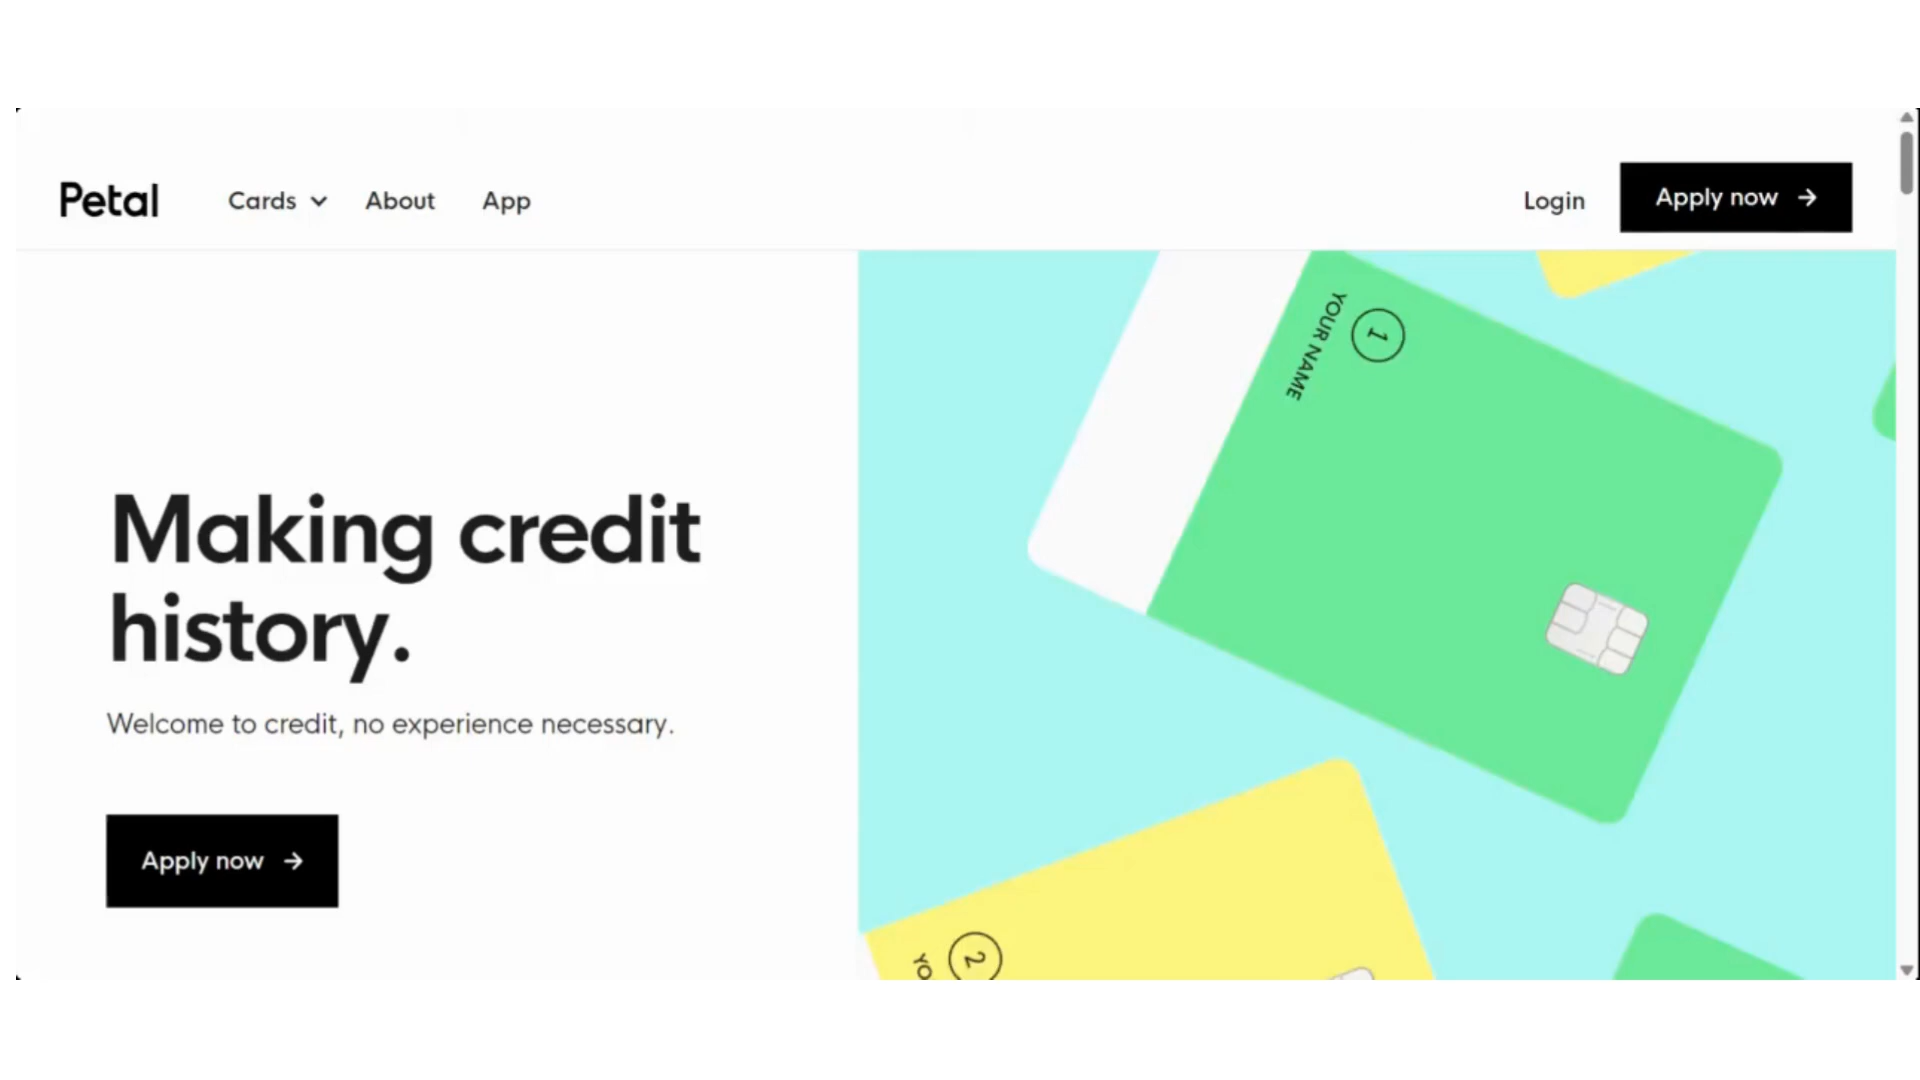 Petal
Cards
About
App
Login
Apply now
Making credit
history.
Welcome to credit, no experience necessary.
Apply now
YOUR NAME
1
2
YO